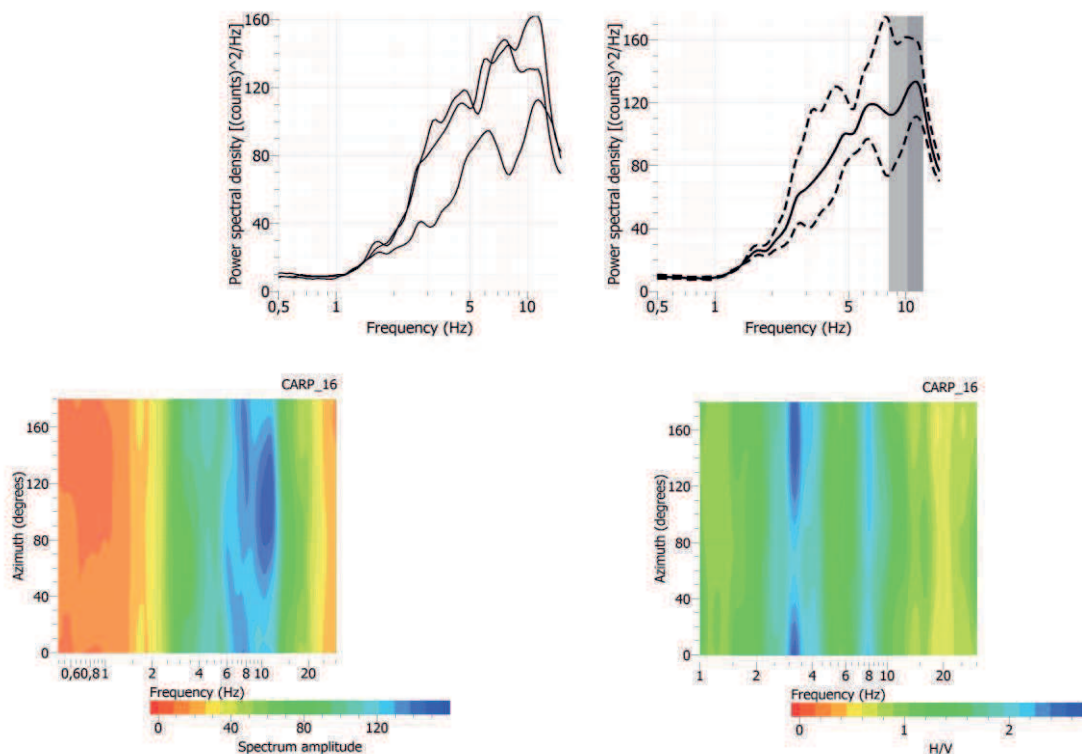 Power spectral density [(counts)^2/Hz]
160
120
80
40
0
0,5 1 5 10
Frequency (Hz)
Power spectral density [(counts)^2/Hz]
160
120
80
40
0
0,5 1 5 10
Frequency (Hz)
CARP_16
Azimuth (degrees)
160
120
80
40
0
0,60,81 2 4 6 8 10 20
Frequency (Hz)
0 40 80 120
Spectrum amplitude
CARP_16
Azimuth (degrees)
160
120
80
40
0
1 2 4 6 8 10 20
Frequency (Hz)
0 1 2
H/V